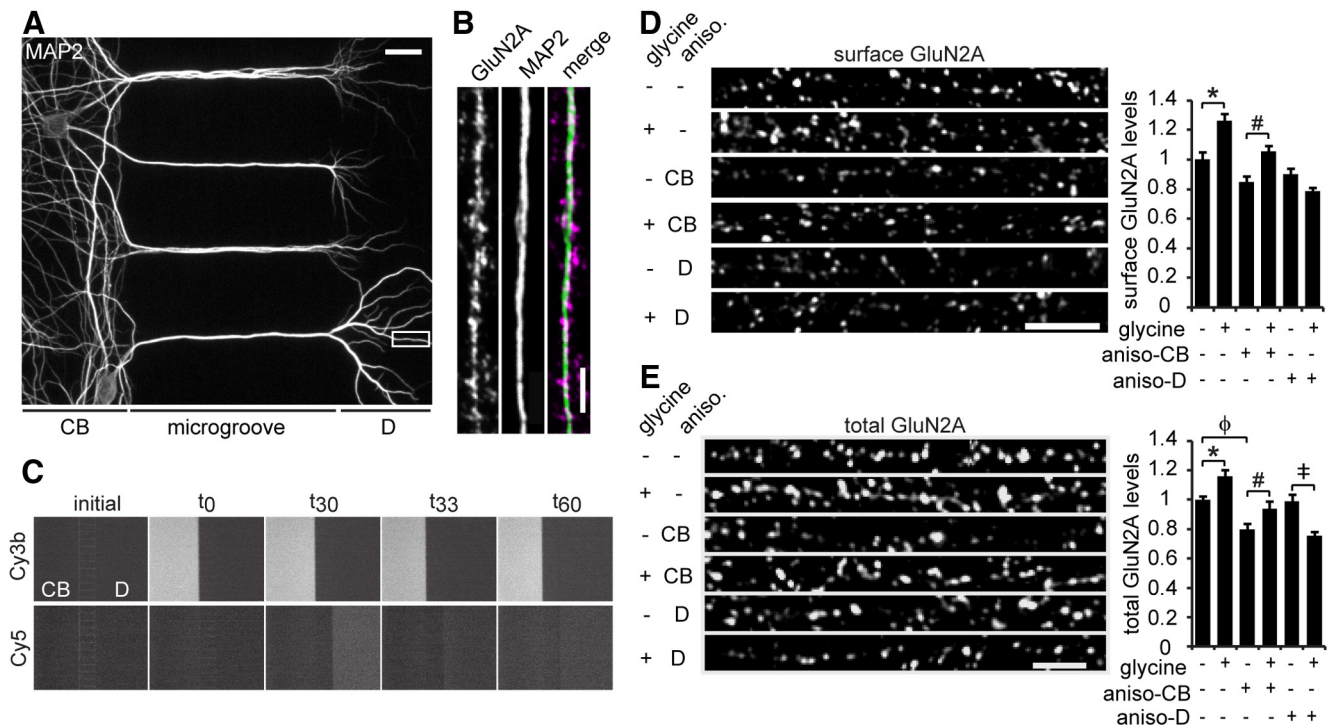 A
MAP2
CB microgroove D
B
GluN2A MAP2 merge
C
initial t0 t30 t33 t60
Cy3b
CB D
Cy5
D
glycine aniso.
surface GluN2A
- -
+ -
- CB
+ CB
- D
+ D
surface GluN2A levels
1.4
1.2
1
0.8
0.6
0.4
0.2
0
* #
glycine - + - + - +
aniso-CB - - + + - -
aniso-D - - - - + +
E
glycine aniso.
total GluN2A
- -
+ -
- CB
+ CB
- D
+ D
total GluN2A levels
1.4
1.2
1
0.8
0.6
0.4
0.2
0
ϕ
* # ‡
glycine - + - + - +
aniso-CB - - + + - -
aniso-D - - - - + +